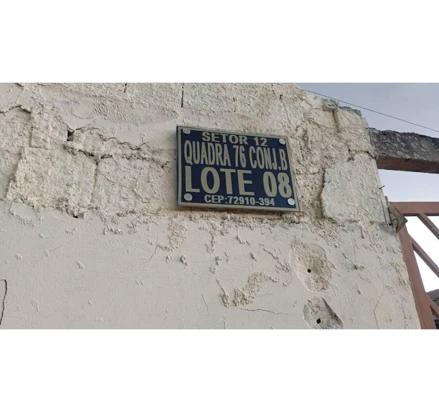 SETOR 12
QUADRA 76 CONJ.B
LOTE 08
CEP:72910-394